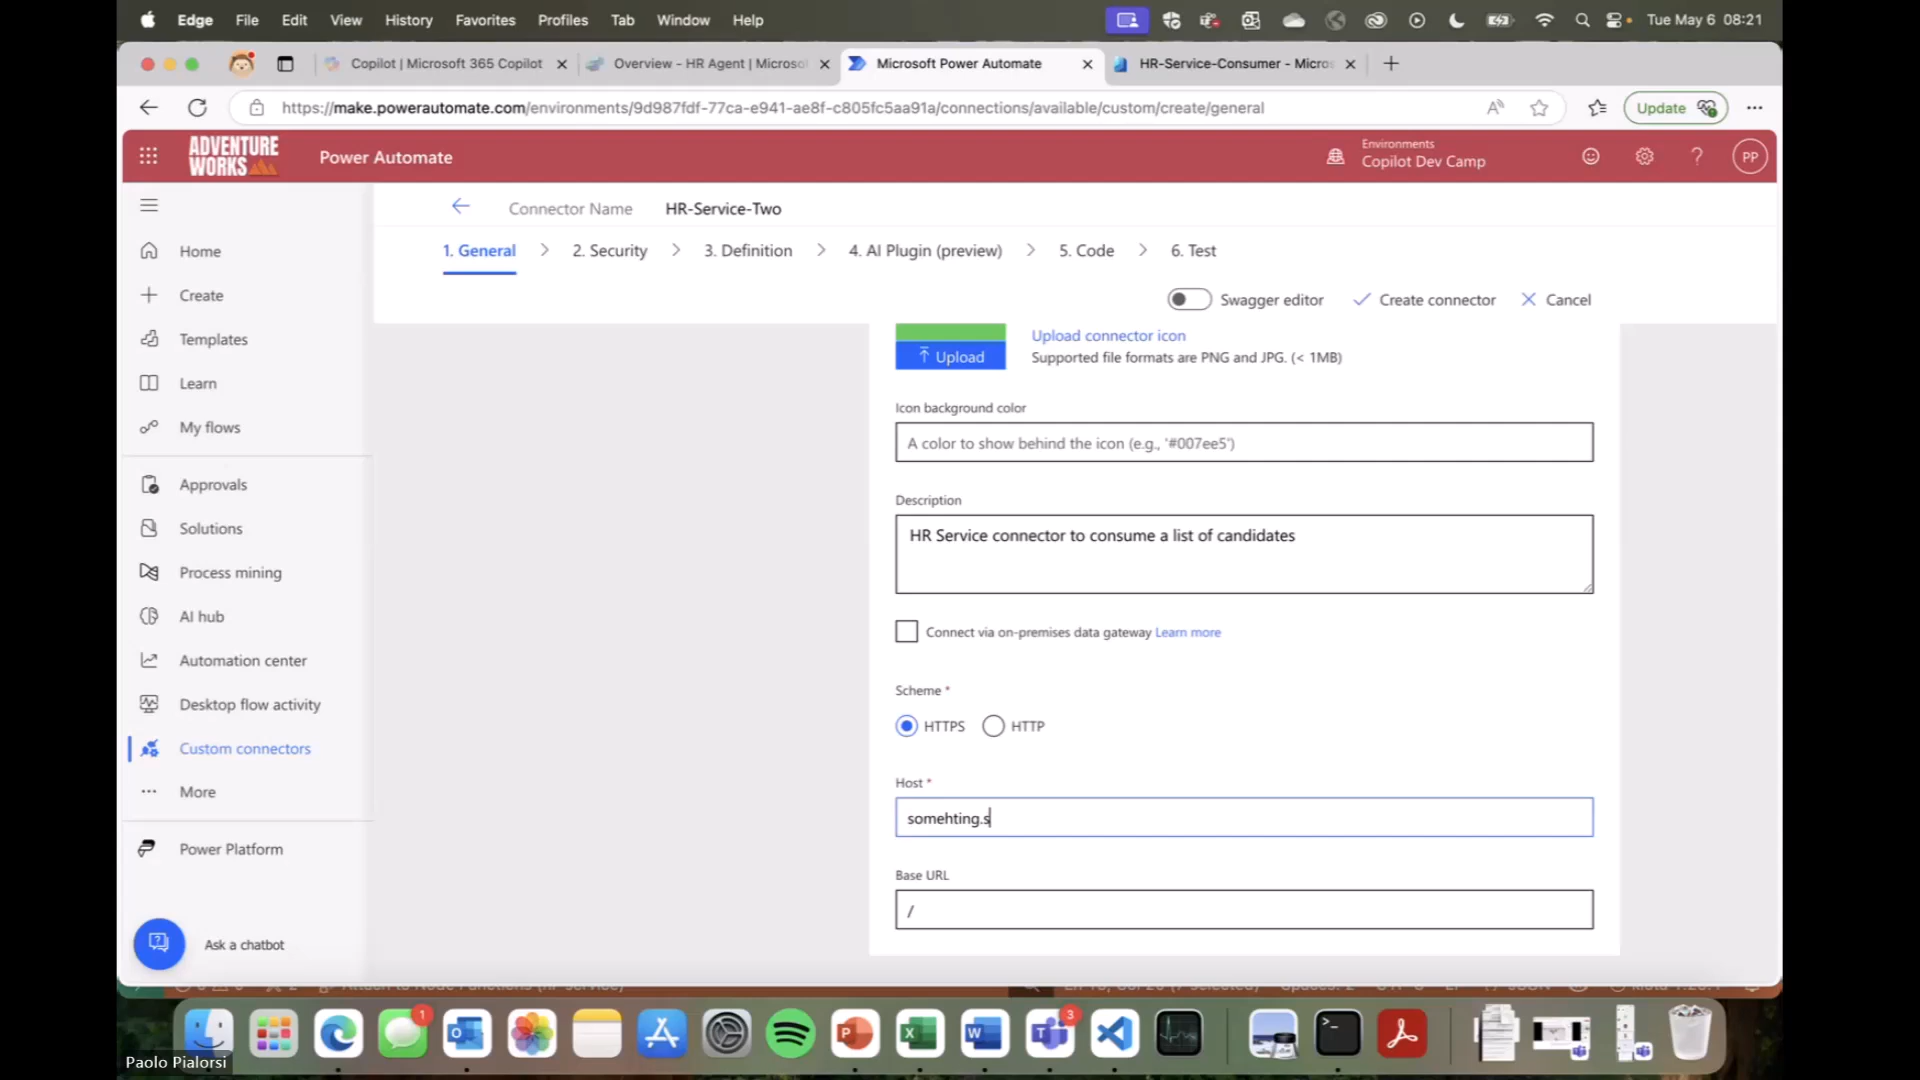 Edge File Edit View History Favorites Profiles Tab Window Help
Tue May 6 08:21
Copilot | Microsoft 365 Copilot
Overview - HR Agent | Microso
Microsoft Power Automate
HR-Service-Consumer - Micros
https://make.powerautomate.com/environments/9d987fdf-77ca-e941-ae8f-c805fc5aa91a/connections/available/custom/create/general
Update
ADVENTURE
WORKS
Power Automate
Environments
Copilot Dev Camp
PP
Connector Name HR-Service-Two
1. General
2. Security
3. Definition
4. AI Plugin (preview)
5. Code
6. Test
Swagger editor
Create connector
Cancel
Home
Create
Templates
Learn
My flows
Approvals
Solutions
Process mining
AI hub
Automation center
Desktop flow activity
Custom connectors
More
Power Platform
Ask a chatbot
Upload
Upload connector icon
Supported file formats are PNG and JPG. (< 1MB)
Icon background color
A color to show behind the icon (e.g., '#007ee5')
Description
HR Service connector to consume a list of candidates
Connect via on-premises data gateway Learn more
Scheme *
HTTPS
HTTP
Host *
somehting.s
Base URL
/
1
3
Paolo Pialorsi